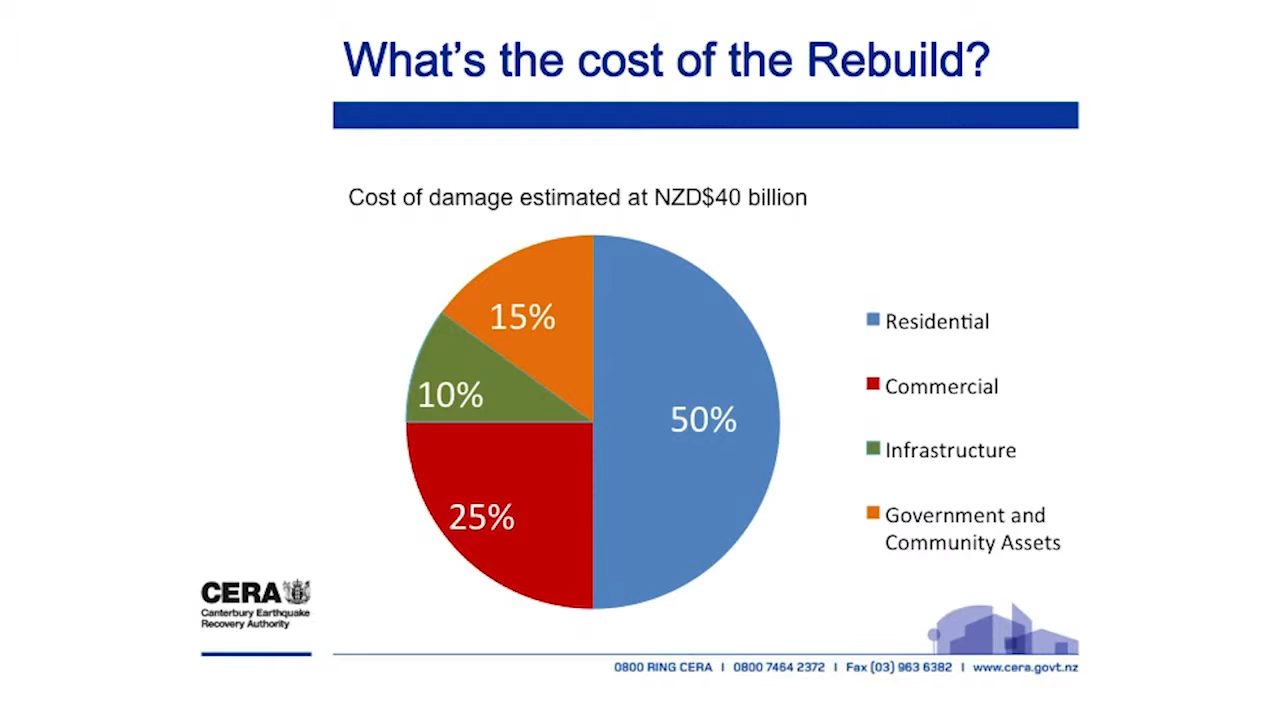 What's the cost of the Rebuild?
Cost of damage estimated at NZD$40 billion
15%
10%
50%
25%
Residential
Commercial
Infrastructure
Government and
Community Assets
CERA
Canterbury Earthquake
Recovery Authority
0800 RING CERA | 0800 7464 2372 | Fax (03) 963 6382 | www.cera.govt.nz